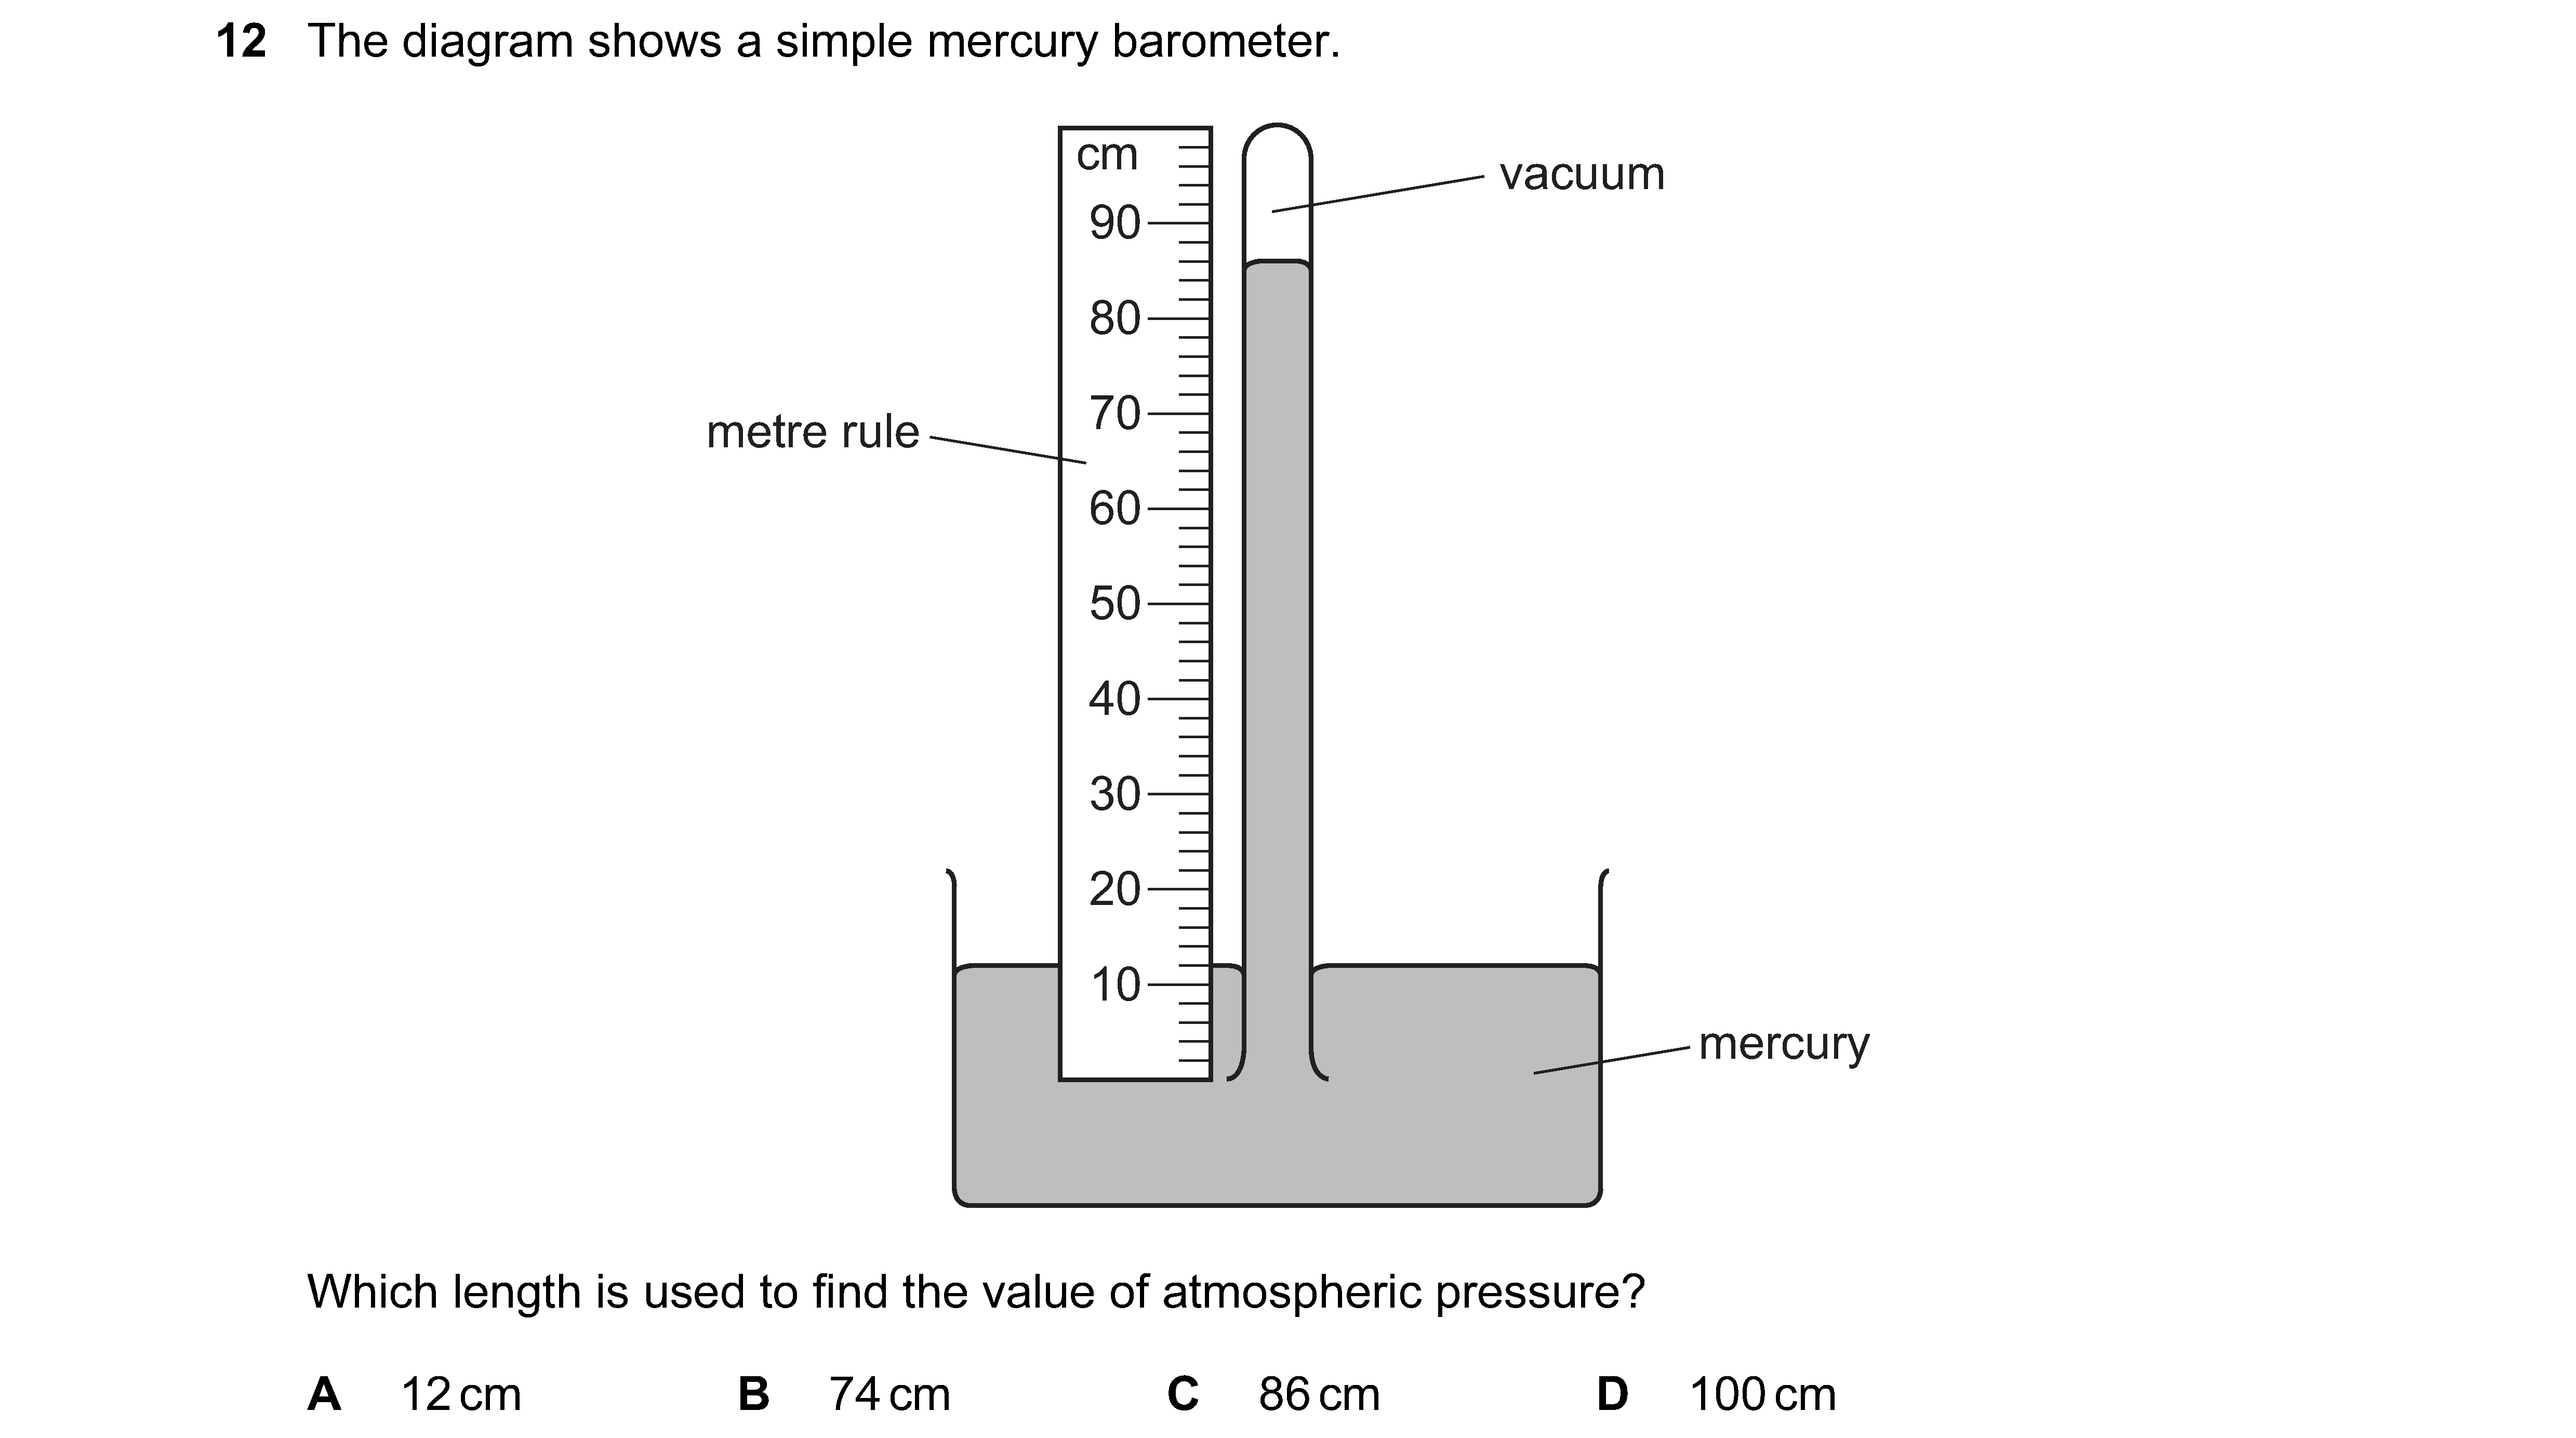 12 The diagram shows a simple mercury barometer.
cm
vacuum
90
80
70
metre rule
60
50
40
30
20
10
mercury
Which length is used to find the value of atmospheric pressure?
A 12 cm B 74 cm C 86 cm D 100 cm